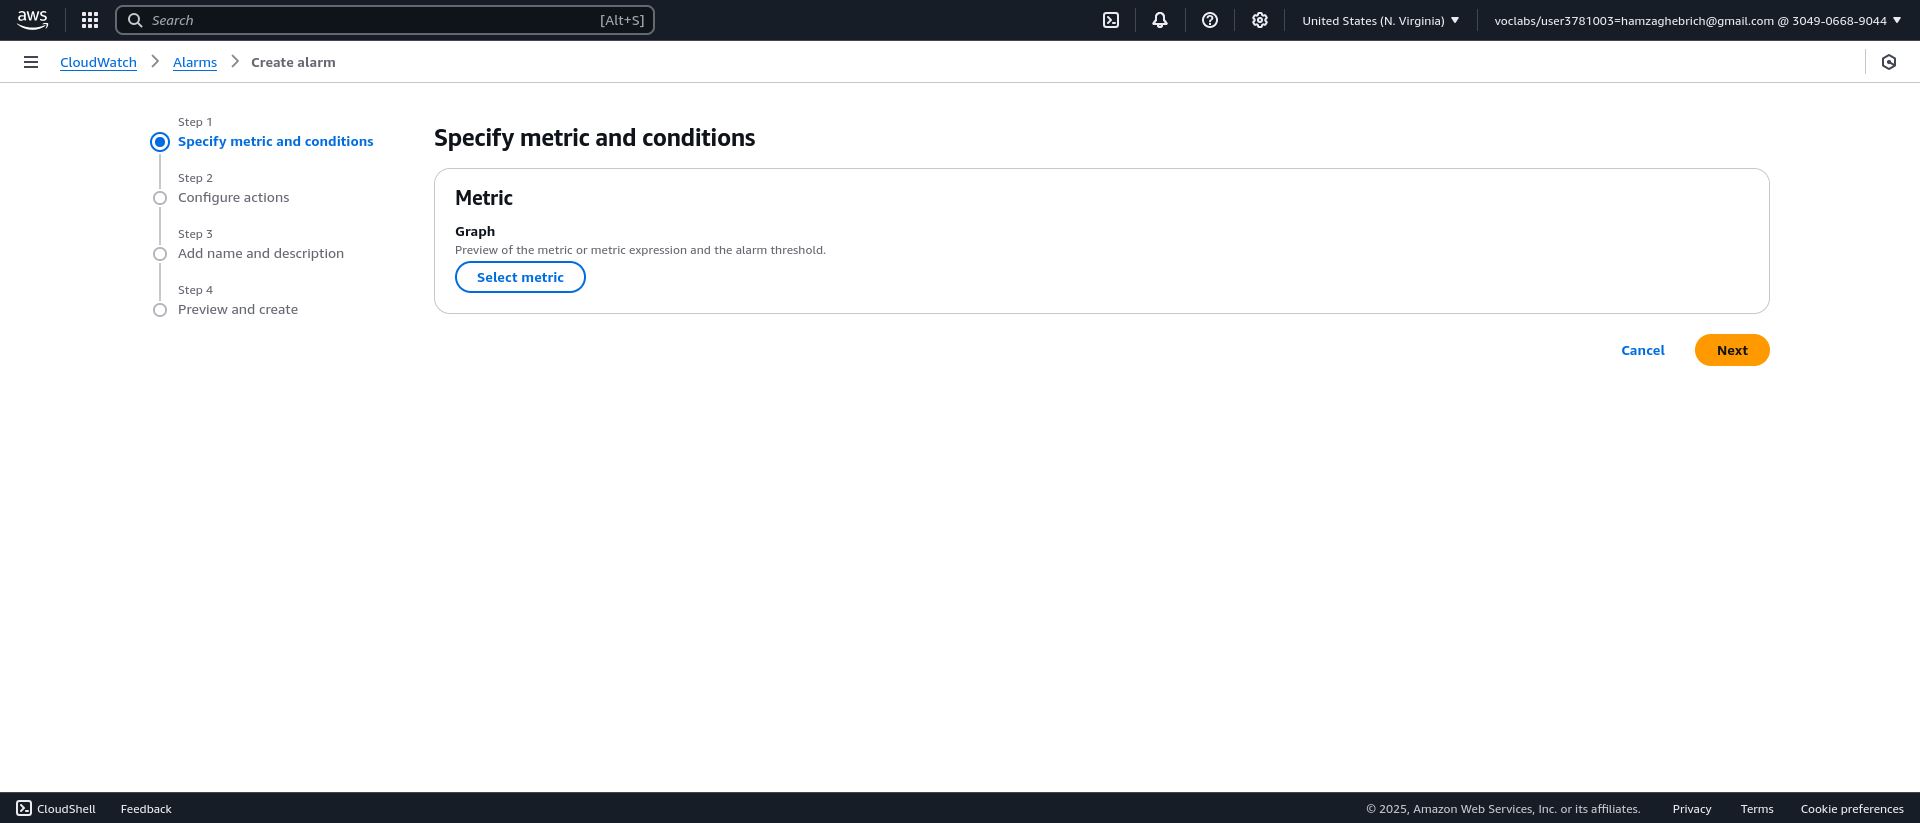 aws
Search [Alt+S]
United States (N. Virginia)
voclabs/user3781003=hamzaghebrich@gmail.com @ 3049-0668-9044
CloudWatch
Alarms
Create alarm
Step 1
Specify metric and conditions
Step 2
Configure actions
Step 3
Add name and description
Step 4
Preview and create
Specify metric and conditions
Metric
Graph
Preview of the metric or metric expression and the alarm threshold.
Select metric
Cancel
Next
CloudShell
Feedback
© 2025, Amazon Web Services, Inc. or its affiliates.
Privacy
Terms
Cookie preferences